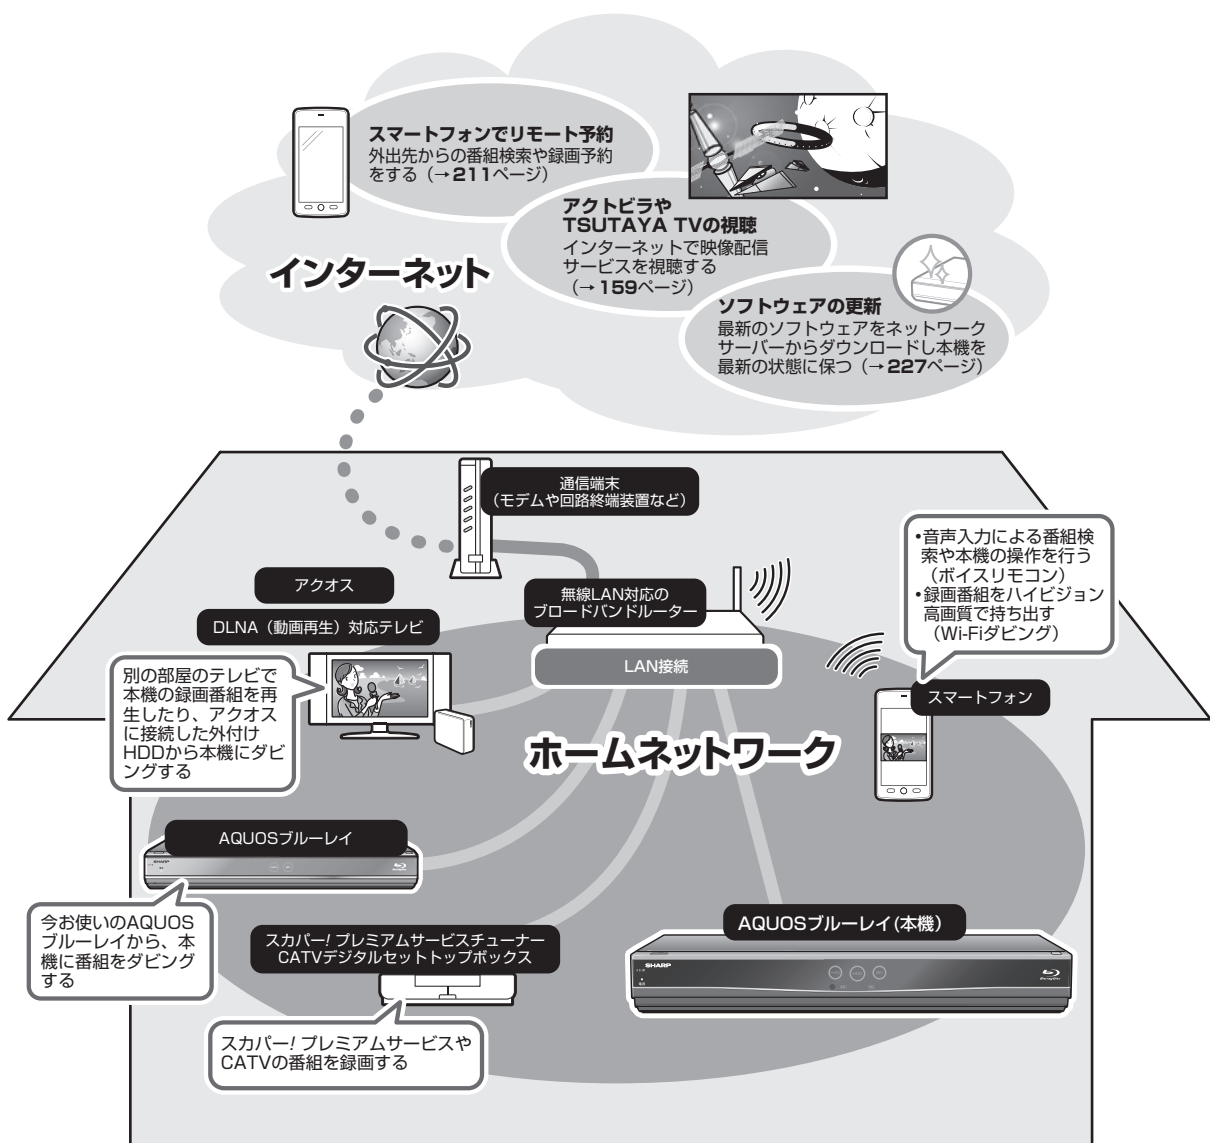 スマートフォンでリモート予約
外出先からの番組検索や録画予約
をする（→211ページ）
アクトビラや
TSUTAYA TVの視聴
インターネットで映像配信
サービスを視聴する
（→159ページ）
インターネット
ソフトウェアの更新
最新のソフトウェアをネットワーク
サーバーからダウンロードし本機を
最新の状態に保つ（→227ページ）
通信端末
（モデムや回路終端装置など）
・音声入力による番組検
索や本機の操作を行う
（ボイスリモコン）
・録画番組をハイビジョン
高画質で持ち出す
（Wi-Fiダビング）
アクオス
無線LAN対応の
ブロードバンドルーター
DLNA（動画再生）対応テレビ
LAN接続
別の部屋のテレビで
本機の録画番組を再
生したり、アクオス
に接続した外付け
HDDから本機にダビ
ングする
スマートフォン
ホームネットワーク
AQUOSブルーレイ
SHARP
今お使いのAQUOS
ブルーレイから、本
機に番組をダビング
する
スカパー! プレミアムサービスチューナー
CATVデジタルセットトップボックス
AQUOSブルーレイ(本機）
SHARP
スカパー! プレミアムサービスや
CATVの番組を録画する